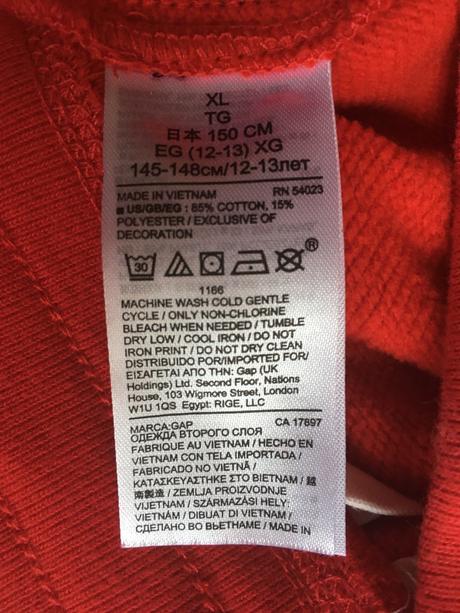 XL
TG
日本 150 CM
EG (12-13) XG
145-148см/12-13лет
MADE IN VIETNAM RN 54023
■ US/GB/EG : 85% COTTON, 15%
POLYESTER / EXCLUSIVE OF
DECORATION
30 ®
1166
MACHINE WASH COLD GENTLE
CYCLE / ONLY NON-CHLORINE
BLEACH WHEN NEEDED / TUMBLE
DRY LOW / COOL IRON / DO NOT
IRON PRINT / DO NOT DRY CLEAN
DISTRIBUIDO POR/IMPORTED FOR/
ΕΙΣΑΓΕΤΑΙ ΑΠΟ ΤΗΝ: Gap (UK
Holdings) Ltd. Second Floor, Nations
House, 103 Wigmore Street, London
W1U 1QS Egypt: RIGE, LLC
MARCA:GAP CA 17897
ОДЕЖДА ВТОРОГО СЛОЯ
FABRIQUE AU VIETNAM / HECHO EN
VIETNAM CON TELA IMPORTADA /
FABRICADO NO VIETNÃ /
ΚΑΤΑΣΚΕΥΑΣΤΗΚΕ ΣΤΟ ΒΙΕΤΝΑΜ / 越
南製造 / ZEMLJA PROIZVODNJE
VIJETNAM / SZÁRMAZÁSI HELY:
VIETNÁM / DIBUAT DI VIETNAM /
СДЕЛАНО ВО ВЬЕТНАМЕ / MADE IN